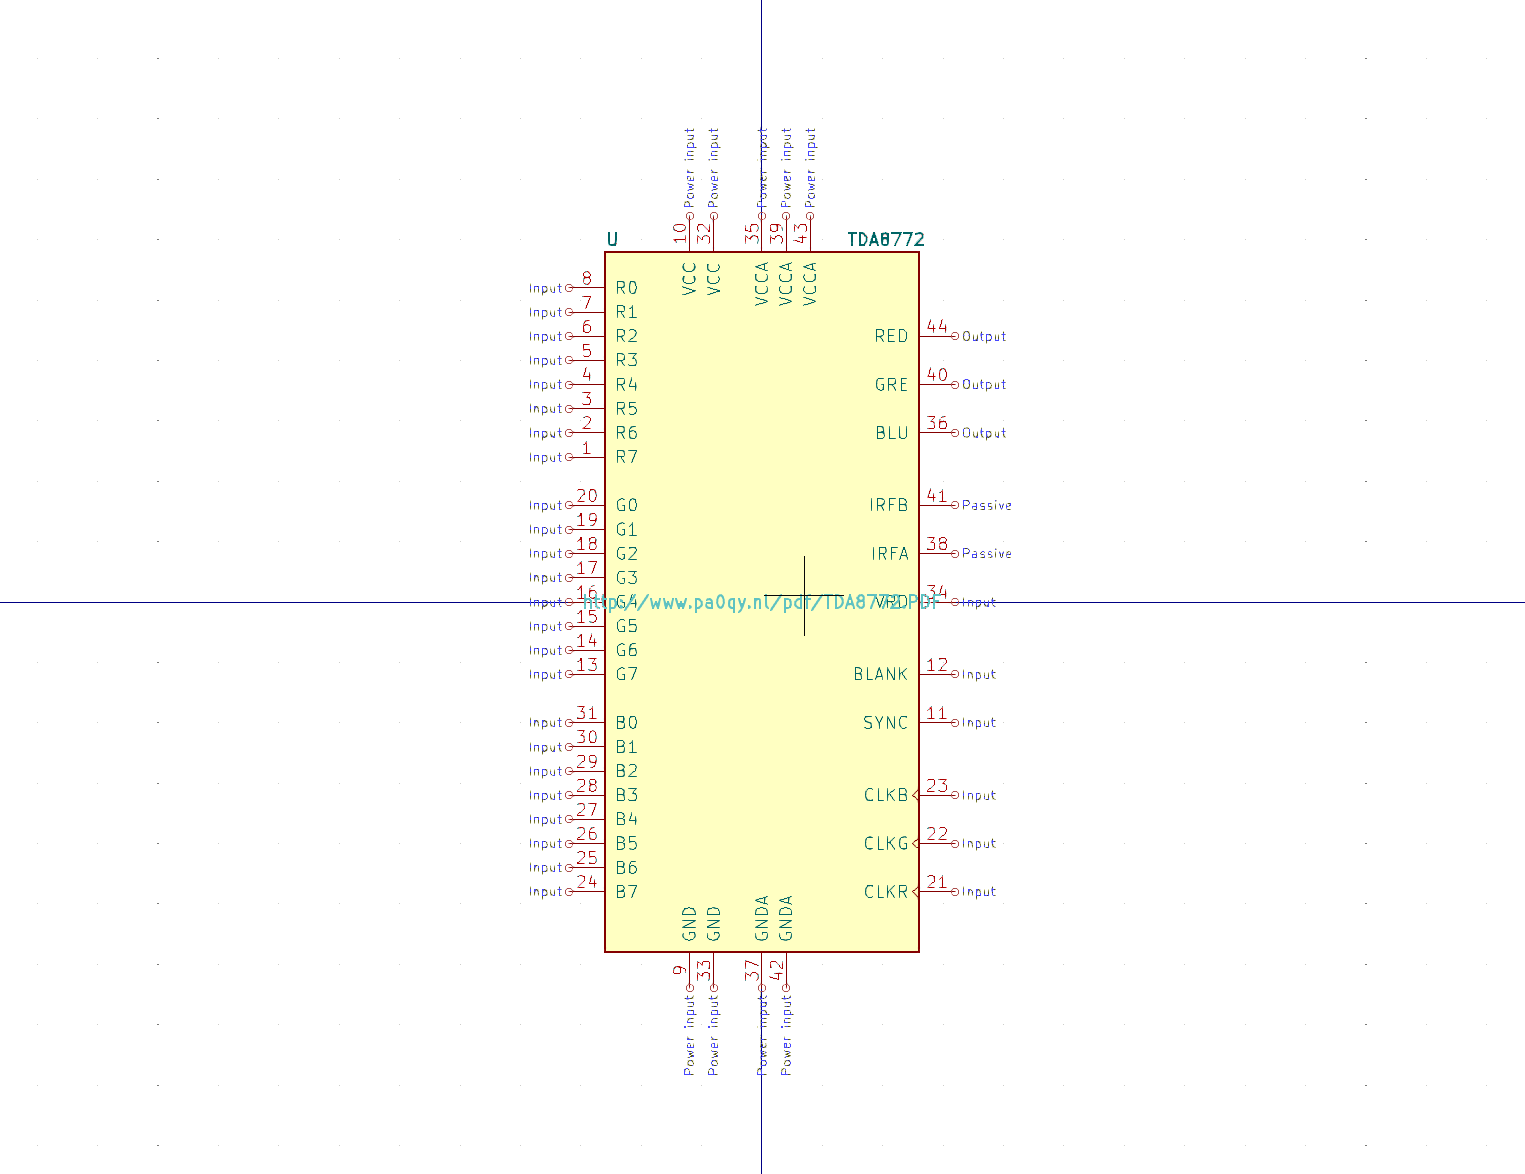 Power input Power input Power input Power input Power input
10 32 35 39 43
U TDA8772
VCC VCC VCCA VCCA VCCA
Input 8 R0
Input 7 R1
Input 6 R2 RED 44 Output
Input 5 R3
Input 4 R4 GRE 40 Output
Input 3 R5
Input 2 R6 BLU 36 Output
Input 1 R7
Input 20 G0 IRFB 41 Passive
Input 19 G1
Input 18 G2 IRFA 38 Passive
Input 17 G3
Input 16 G4 http://www.pa0qy.nl/pdf/TDA8772.PDF VRD 34 Input
Input 15 G5
Input 14 G6
Input 13 G7 BLANK 12 Input
Input 31 B0 SYNC 11 Input
Input 30 B1
Input 29 B2
Input 28 B3 CLKB 23 Input
Input 27 B4
Input 26 B5 CLKG 22 Input
Input 25 B6
Input 24 B7 CLKR 21 Input
GND GND GNDA GNDA
9 33 37 42
Power input Power input Power input Power input